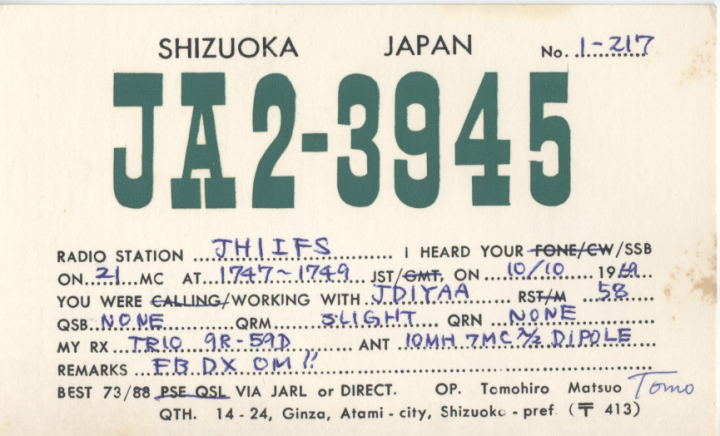 SHIZUOKA JAPAN No. 1-217
JA2-3945
RADIO STATION JH1IFS I HEARD YOUR FONE/CW/SSB
ON 21 MC AT 1747~1749 JST/GMT, ON 10/10 1969
YOU WERE CALLING/WORKING WITH JD1YAA RST/M 58
QSB NONE QRM SLIGHT QRN NONE
MY RX TRIO 9R-59D ANT 10MH 7MC λ/2 DIPOLE
REMARKS FB DX OM!!
BEST 73/88 PSE QSL VIA JARL or DIRECT. OP. Tomohiro Matsuo Tomo
QTH. 14-24, Ginza, Atami-city, Shizuoka-pref (〒 413)